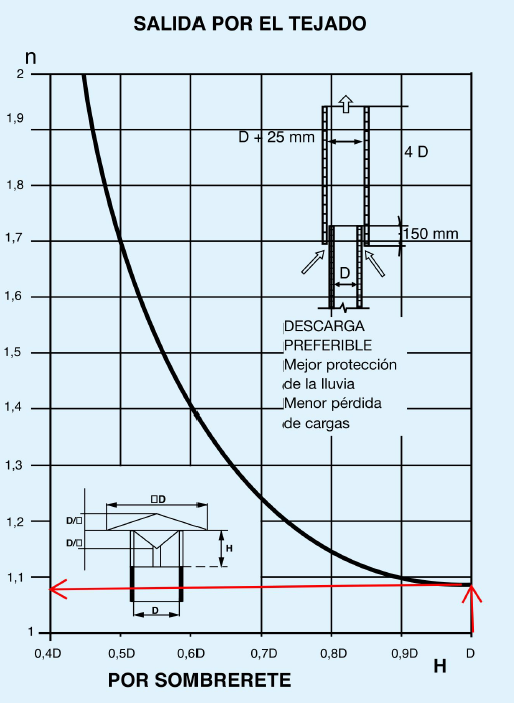 SALIDA POR EL TEJADO
n
2
1,9
1,8
1,7
1,6
1,5
1,4
1,3
1,2
1,1
1
D + 25 mm
4 D
150 mm
D
DESCARGA
PREFERIBLE
Mejor protección
de la lluvia
Menor pérdida
de cargas
□D
D/□
D/□
H
D
0,4D 0,5D 0,6D 0,7D 0,8D 0,9D D
H
POR SOMBRERETE